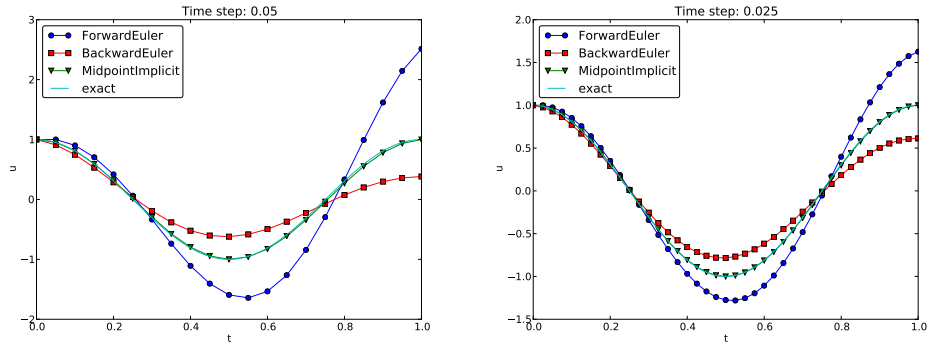 Time step: 0.05
ForwardEuler
BackwardEuler
MidpointImplicit
exact
3
2
1
0
−1
−2
u
0.0 0.2 0.4 0.6 0.8 1.0
t
Time step: 0.025
ForwardEuler
BackwardEuler
MidpointImplicit
exact
2.0
1.5
1.0
0.5
0.0
−0.5
−1.0
−1.5
u
0.0 0.2 0.4 0.6 0.8 1.0
t